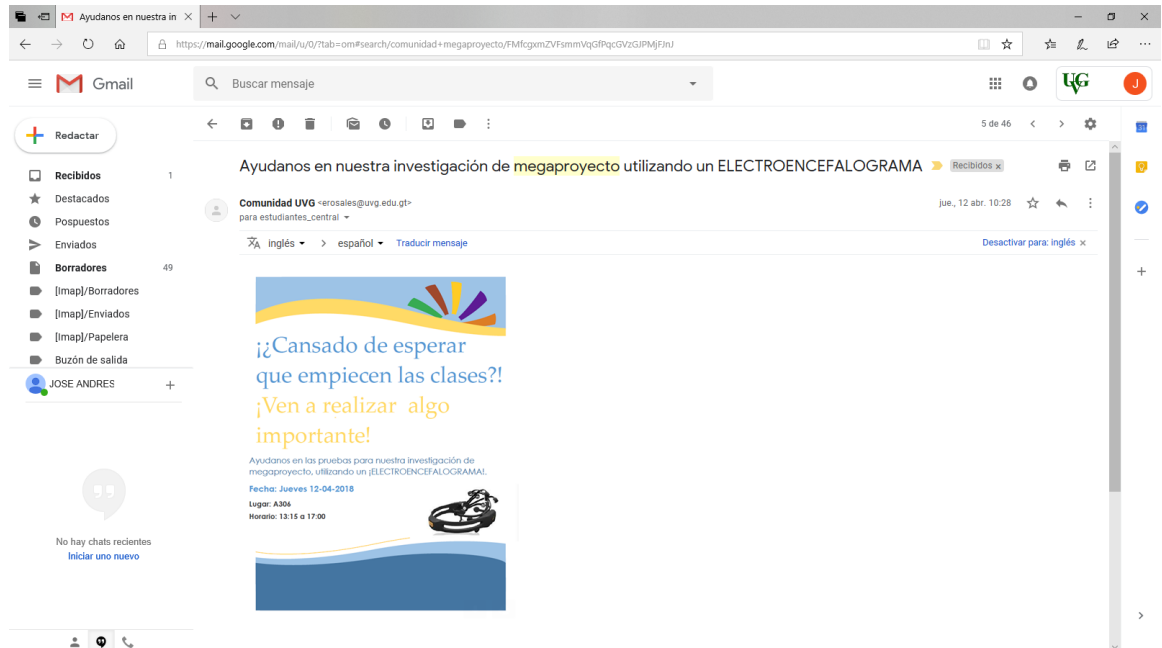 Ayudanos en nuestra in
https://mail.google.com/mail/u/0/?tab=om#search/comunidad+megaproyecto/FMfcgxmZVFsmmVqGfPqcGVzGJPMjFJnJ
Gmail
Buscar mensaje
UVG
J
Redactar
5 de 46
31
Ayudanos en nuestra investigación de megaproyecto utilizando un ELECTROENCEFALOGRAMA
Recibidos x
Recibidos 1
Destacados
Pospuestos
Enviados
Borradores 49
[Imap]/Borradores
[Imap]/Enviados
[Imap]/Papelera
Buzón de salida
JOSE ANDRES
No hay chats recientes
Iniciar uno nuevo
Comunidad UVG <erosales@uvg.edu.gt>
jue., 12 abr. 10:28
para estudiantes_central
inglés > español Traducir mensaje
Desactivar para: inglés x
¡¿Cansado de esperar
que empiecen las clases?!
¡Ven a realizar algo
importante!
Ayudanos en las pruebas para nuestra investigación de
megaproyecto, utilizando un ¡ELECTROENCEFALOGRAMA!.
Fecha: Jueves 12-04-2018
Lugar: A306
Horario: 13:15 a 17:00